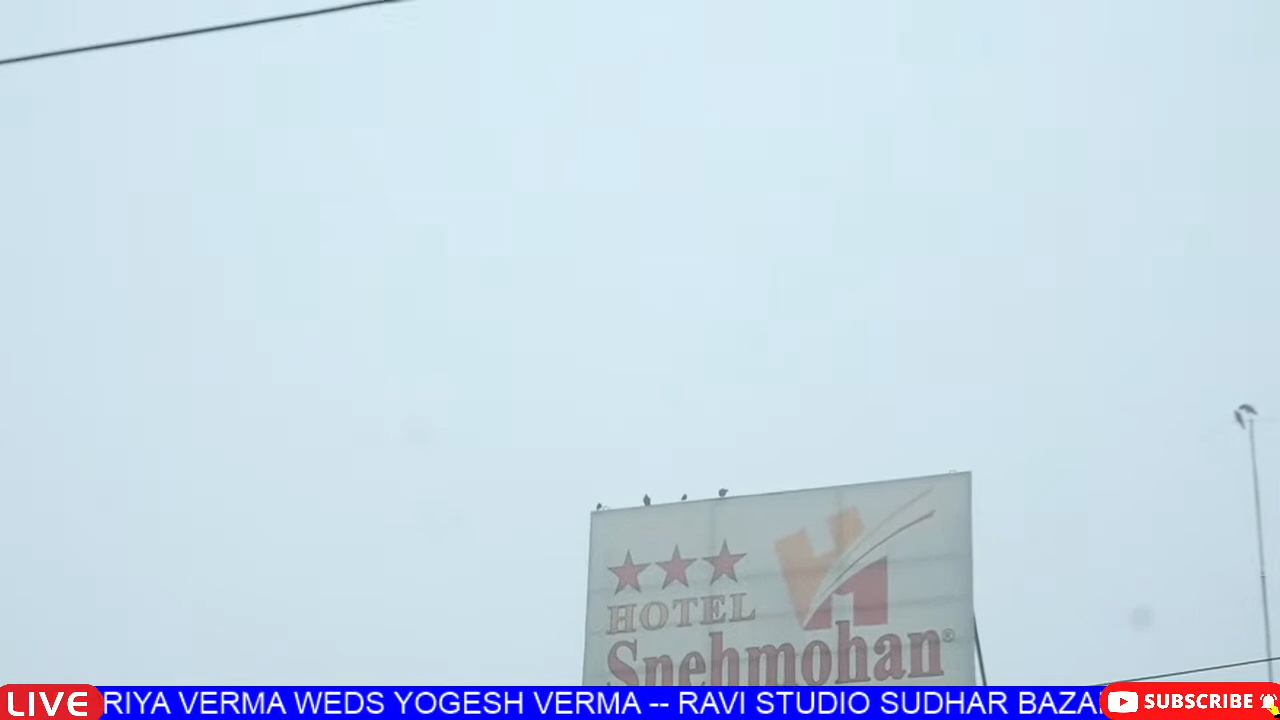 HOTEL
Snehmohan®
LIVE RIYA VERMA WEDS YOGESH VERMA -- RAVI STUDIO SUDHAR BAZA SUBSCRIBE